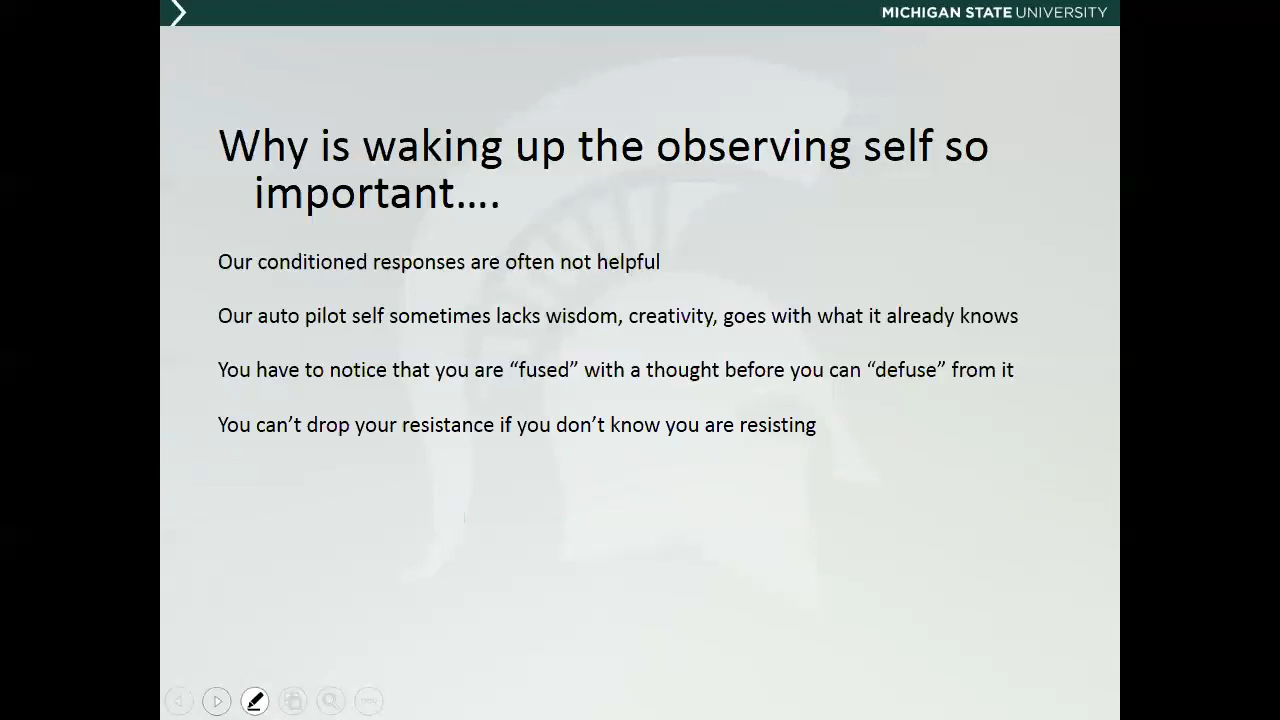 MICHIGAN STATE UNIVERSITY
Why is waking up the observing self so
important....
Our conditioned responses are often not helpful
Our auto pilot self sometimes lacks wisdom, creativity, goes with what it already knows
You have to notice that you are “fused” with a thought before you can “defuse” from it
You can’t drop your resistance if you don’t know you are resisting